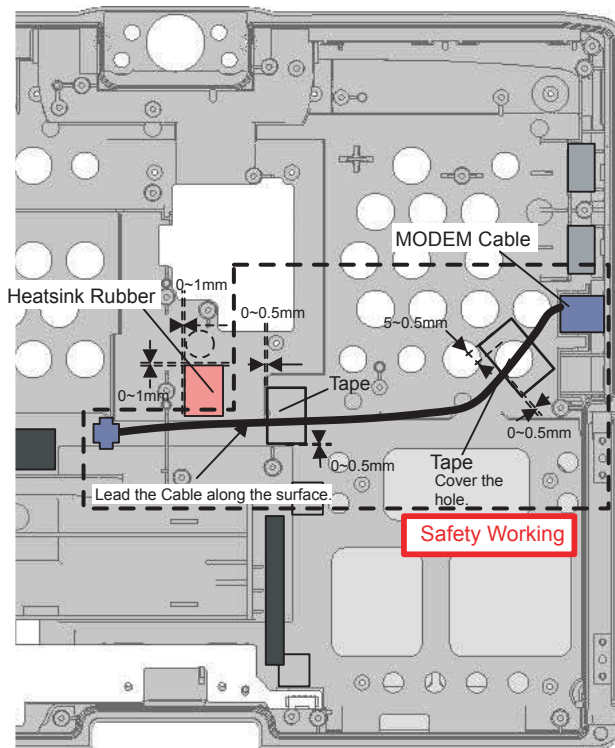 MODEM Cable
0~1mm
Heatsink Rubber
0~0.5mm
5~0.5mm
0~1mm
Tape
0~0.5mm
0~0.5mm
Tape
Cover the
hole.
Lead the Cable along the surface.
Safety Working